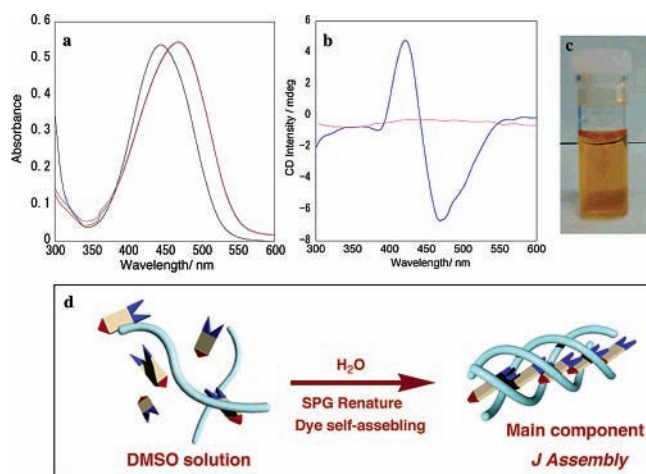 a
0.6
0.5
0.4
0.3
0.2
0.1
0
300 350 400 450 500 550 600
Absorbance
Wavelength/ nm
b
6
4
2
0
-2
-4
-6
-8
300 350 400 450 500 550 600
CD Intensity / mdeg
Wavelength/ nm
c
d
H2O
SPG Renature
Dye self-assebling
DMSO solution
Main component
J Assembly